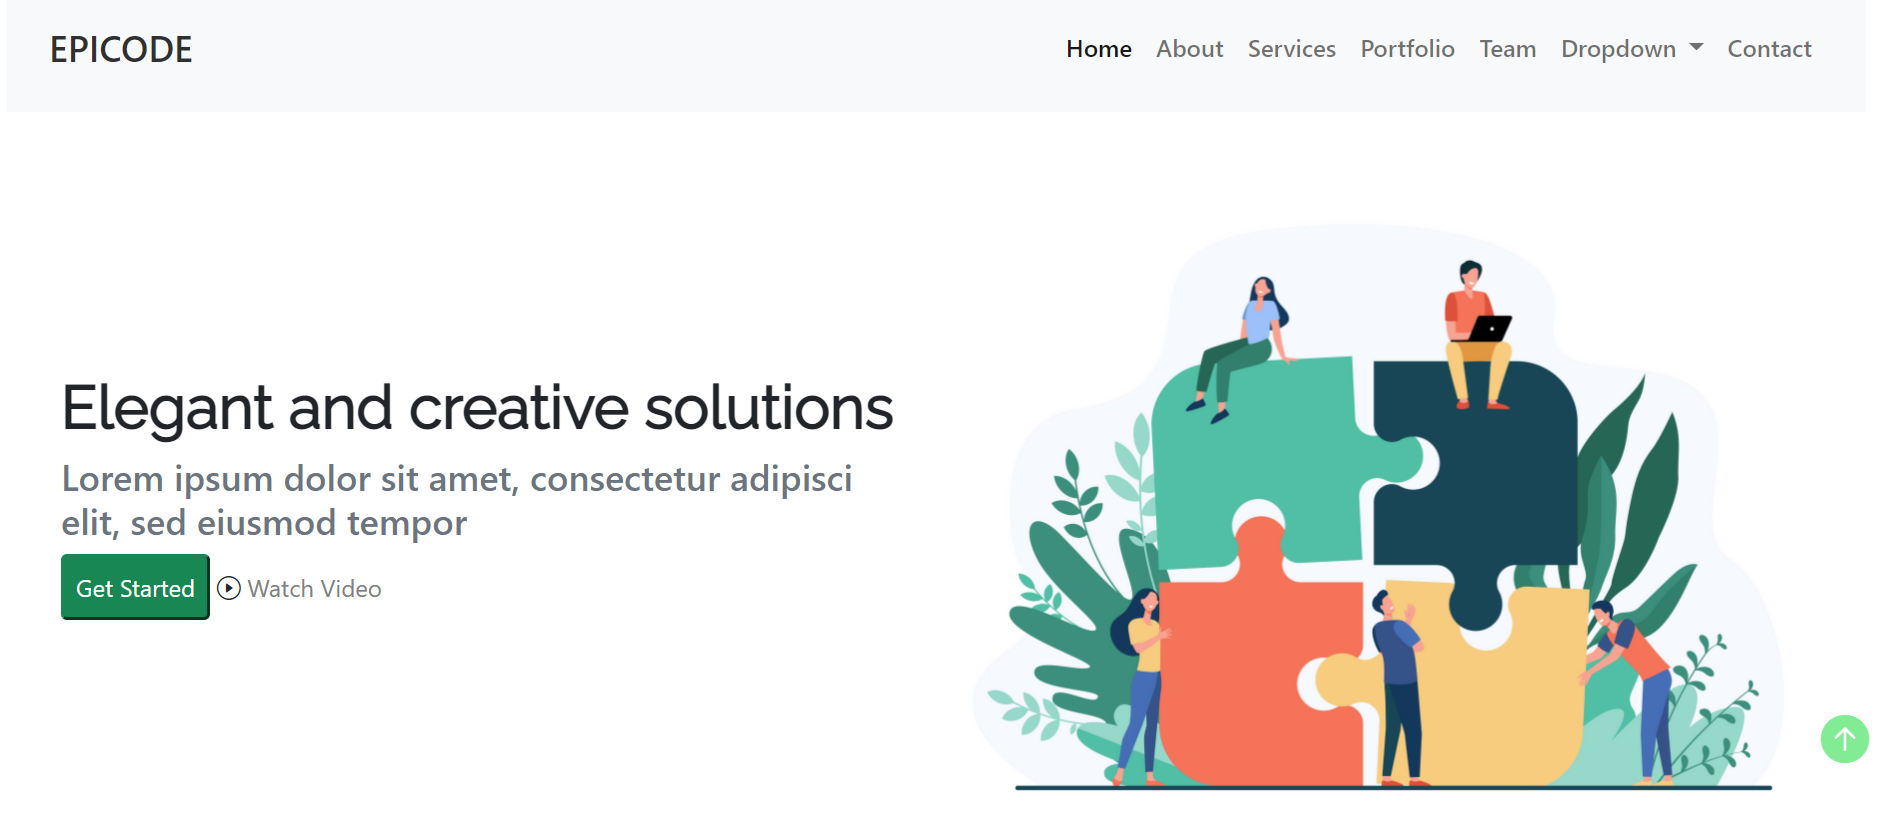 EPICODE
Home About Services Portfolio Team Dropdown Contact
Elegant and creative solutions
Lorem ipsum dolor sit amet, consectetur adipisci
elit, sed eiusmod tempor
Get Started Watch Video